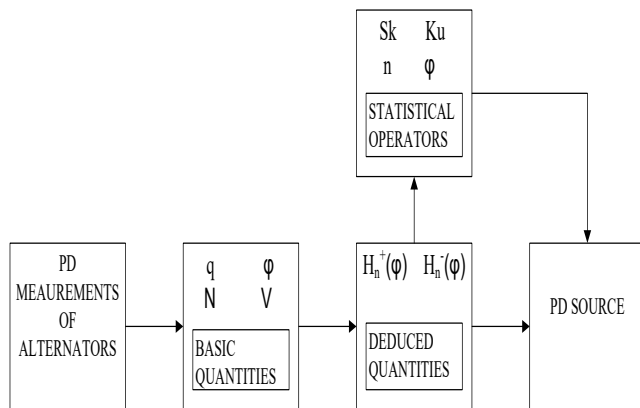 Sk Ku
n φ
STATISTICAL
OPERATORS
PD
MEAUREMENTS
OF
ALTERNATORS
q φ
N V
BASIC
QUANTITIES
Hn+(φ) Hn-(φ)
DEDUCED
QUANTITIES
PD SOURCE